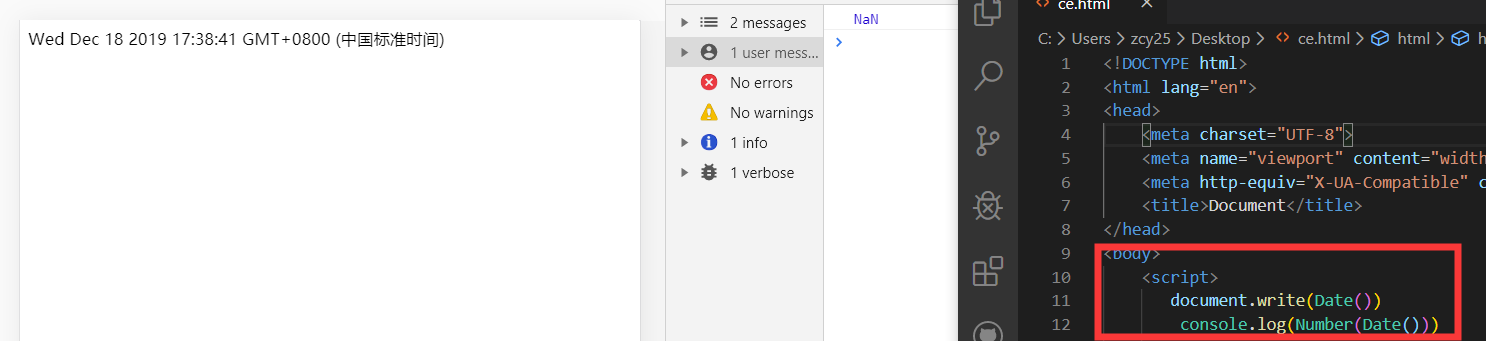 Wed Dec 18 2019 17:38:41 GMT+0800 (中国标准时间)
2 messages
1 user mess...
No errors
No warnings
1 info
1 verbose
NaN
ce.html
C: > Users > zcy25 > Desktop > ce.html > html >
1 <!DOCTYPE html>
2 <html lang="en">
3 <head>
4 <meta charset="UTF-8">
5 <meta name="viewport" content="width
6 <meta http-equiv="X-UA-Compatible" c
7 <title>Document</title>
8 </head>
9 <body>
10 <script>
11 document.write(Date())
12 console.log(Number(Date()))